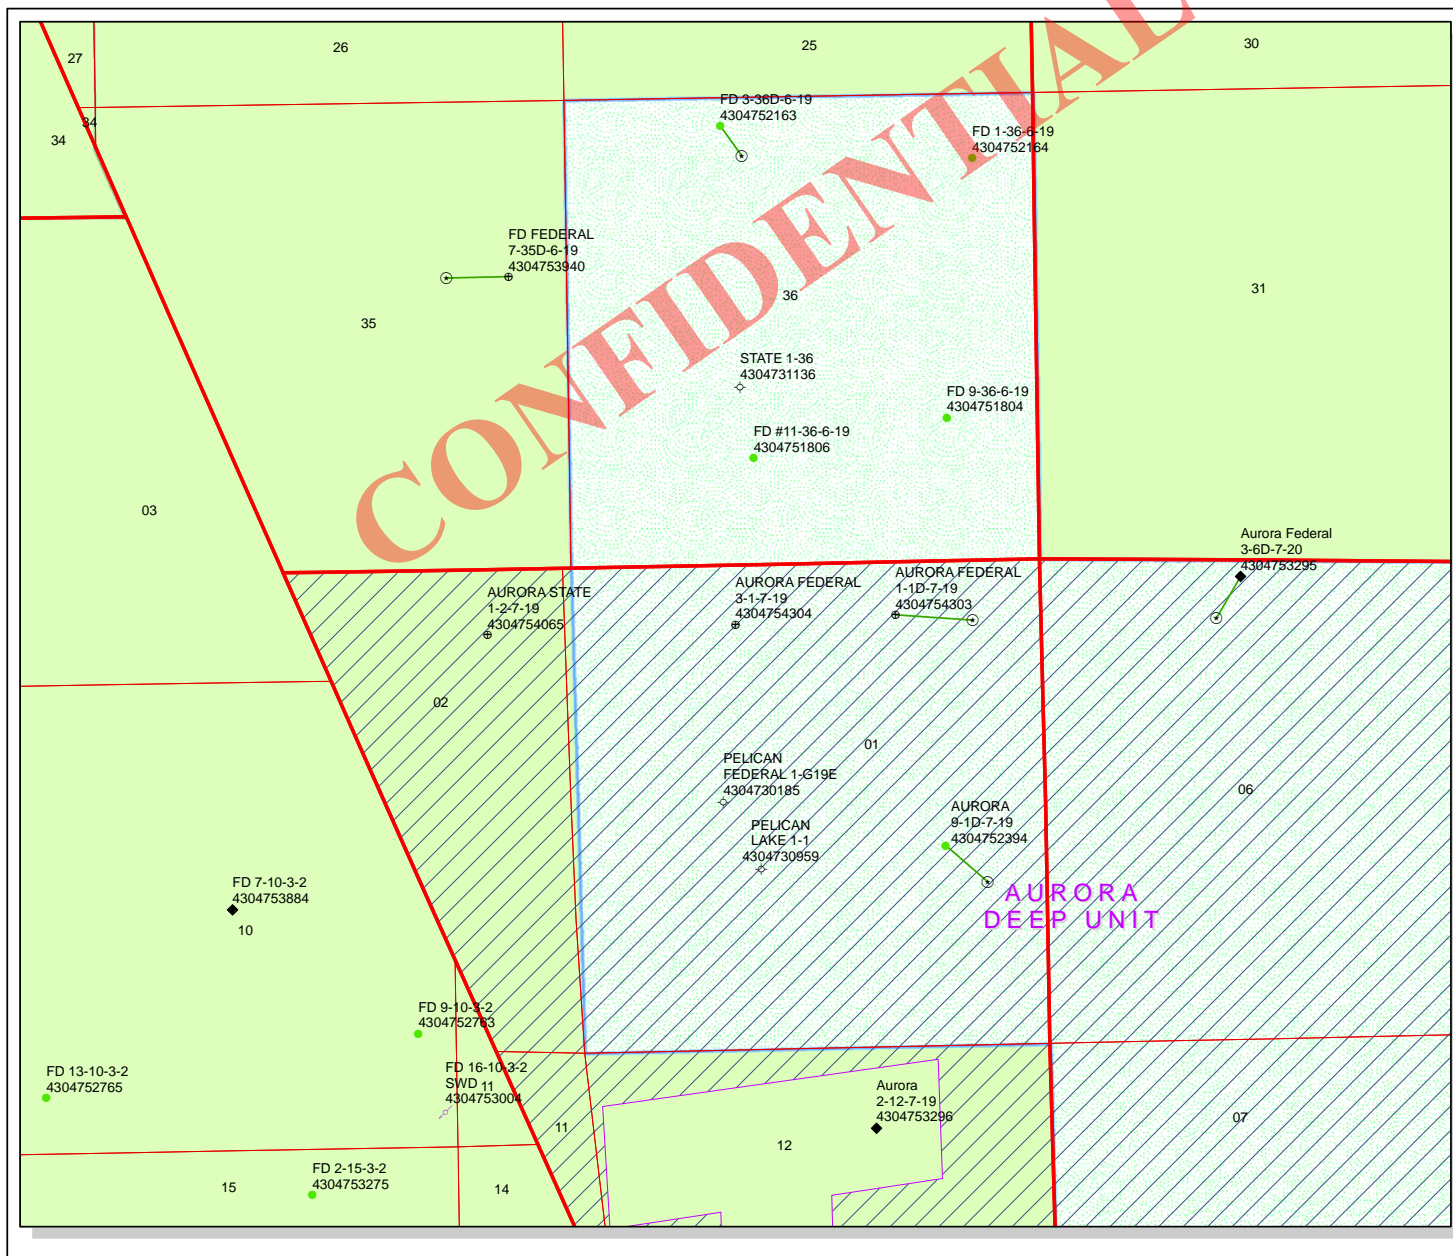 CONFIDENTIAL
26
25
30
27
34
34
FD 3-36D-6-19
4304752163
FD 1-36-6-19
4304752164
FD FEDERAL
7-35D-6-19
4304753940
36
31
35
STATE 1-36
4304731136
FD 9-36-6-19
4304751804
FD #11-36-6-19
4304751806
03
Aurora Federal
3-6D-7-20
4304753295
AURORA STATE
1-2-7-19
4304754065
AURORA FEDERAL
3-1-7-19
4304754304
AURORA FEDERAL
1-1D-7-19
4304754303
02
01
PELICAN
FEDERAL 1-G19E
4304730185
06
AURORA
9-1D-7-19
4304752394
PELICAN
LAKE 1-1
4304730959
AURORA
DEEP UNIT
FD 7-10-3-2
4304753884
10
FD 9-10-3-2
4304752763
FD 13-10-3-2
4304752765
FD 16-10-3-2
SWD
4304753004
11
Aurora
2-12-7-19
4304753296
07
11
12
FD 2-15-3-2
4304753275
15
14